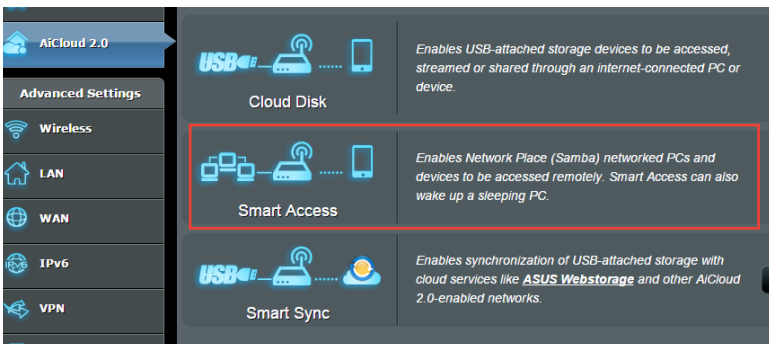 AiCloud 2.0
Advanced Settings
Wireless
LAN
WAN
IPv6
IPv6
VPN
USB
Cloud Disk
Enables USB-attached storage devices to be accessed,
streamed or shared through an internet-connected PC or
device.
Smart Access
Enables Network Place (Samba) networked PCs and
devices to be accessed remotely. Smart Access can also
wake up a sleeping PC.
USB
Smart Sync
Enables synchronization of USB-attached storage with
cloud services like ASUS Webstorage and other AiCloud
2.0-enabled networks.